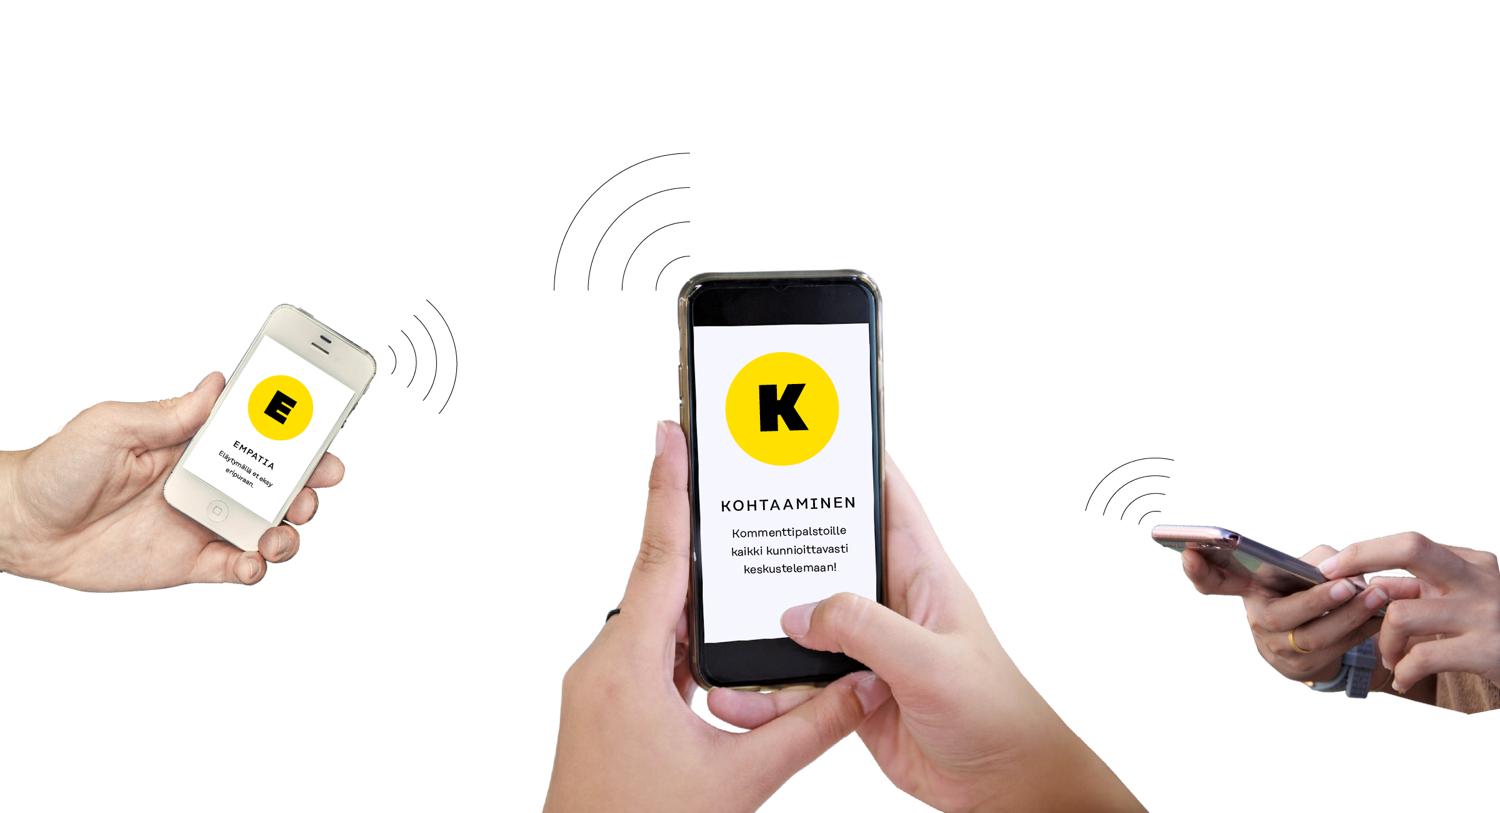 E
EMPATIA
Eläytymällä et eksy
eripuraan.
K
KOHTAAMINEN
Kommenttipalstoille
kaikki kunnioittavasti
keskustelemaan!